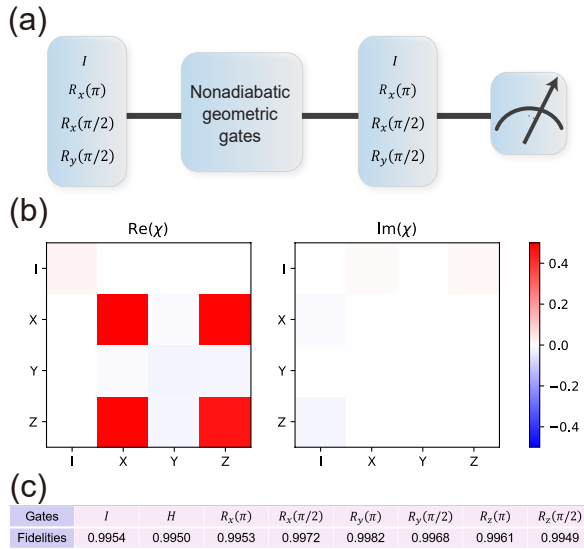 (a)
I
Rx(π)
Rx(π/2)
Ry(π/2)
Nonadiabatic
geometric
gates
I
Rx(π)
Rx(π/2)
Ry(π/2)
(b)
Re(χ)
Im(χ)
I
X
Y
Z
I X Y Z
I
X
Y
Z
I X Y Z
0.4
0.2
0.0
−0.2
−0.4
(c)
Gates I H Rx(π) Rx(π/2) Ry(π) Ry(π/2) Rz(π) Rz(π/2)
Fidelities 0.9954 0.9950 0.9953 0.9972 0.9982 0.9968 0.9961 0.9949